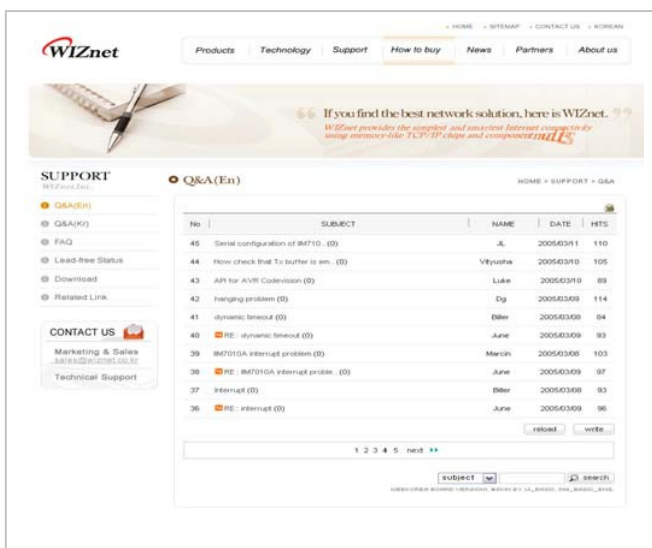 HOME SITEMAP CONTACT US KOREAN
WIZnet
Products Technology Support How to buy News Partners About us
If you find the best network solution, here is WIZnet.
WIZnet provides the simplest and smartest Internet connectivity
using memory-like TCP/IP chips and component
SUPPORT
WIZnet,Inc.
Q&A(En)
Q&A(Kr)
FAQ
Lead-free Status
Download
Related Link
CONTACT US
Marketing & Sales
sales@wiznet.co.kr
Technical Support
Q&A(En)
HOME > SUPPORT > Q&A
No SUBJECT NAME DATE HITS
45 Serial configuration of IIM710.. (0) JL 2005/03/11 110
44 How check that Tx buffer is em.. (0) Vityusha 2005/03/10 105
43 API for AVR Codevision (0) Luke 2005/03/10 89
42 hanging problem (0) Dg 2005/03/09 114
41 dynamic timeout (0) Biller 2005/03/08 84
40 RE : dynamic timeout (0) June 2005/03/09 93
39 IIM7010A interrupt problem (0) Marcin 2005/03/08 103
38 RE : IIM7010A interrupt proble.. (0) June 2005/03/09 97
37 interrupt (0) Biller 2005/03/08 93
36 RE : interrupt (0) June 2005/03/09 96
reload write
1 2 3 4 5 next
subject search